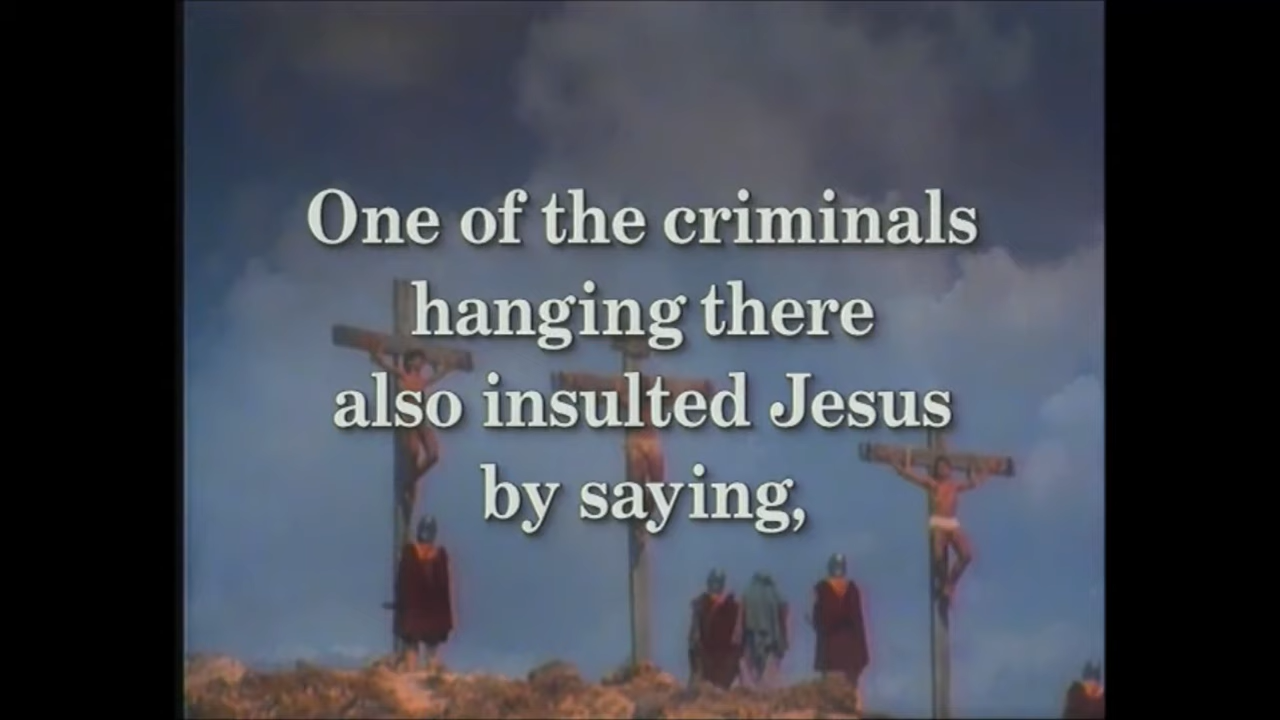 One of the criminals
hanging there
also insulted Jesus
by saying,